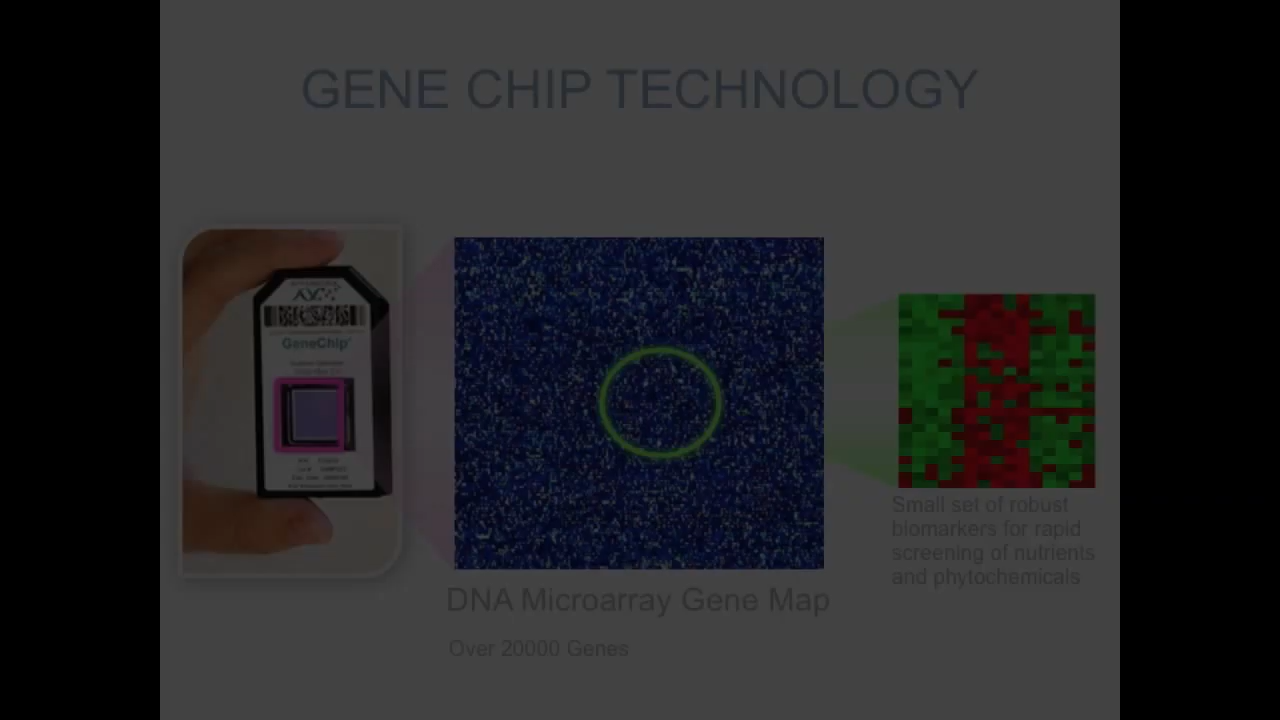 GENE CHIP TECHNOLOGY
GeneChip
DNA Microarray Gene Map
Over 20000 Genes
Small set of robust
biomarkers for rapid
screening of nutrients
and phytochemicals